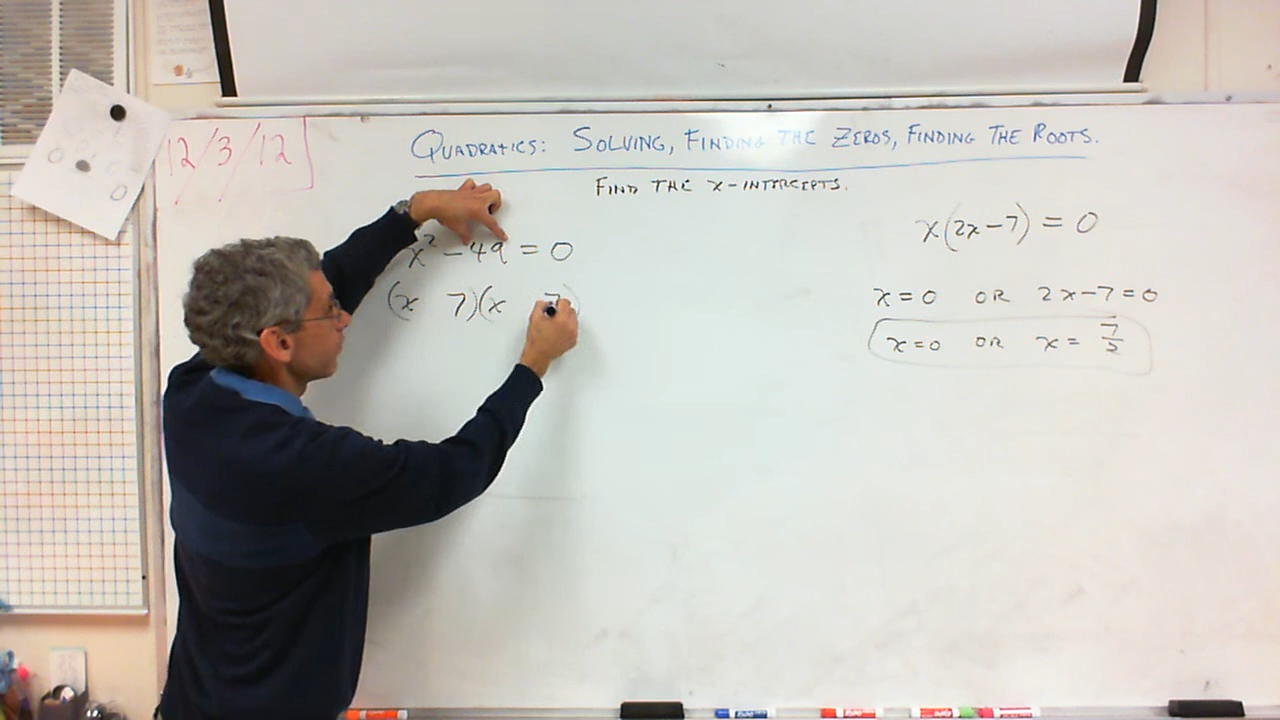 12/3/12]
QUADRATICS: SOLVING, FINDING THE ZEROS, FINDING THE ROOTS.
FIND THE X-INTERCEPTS.
x² - 49 = 0
(x 7)(x 7)
x(2x-7) = 0
x=0 OR 2x-7=0
x=0 OR x= 7/2